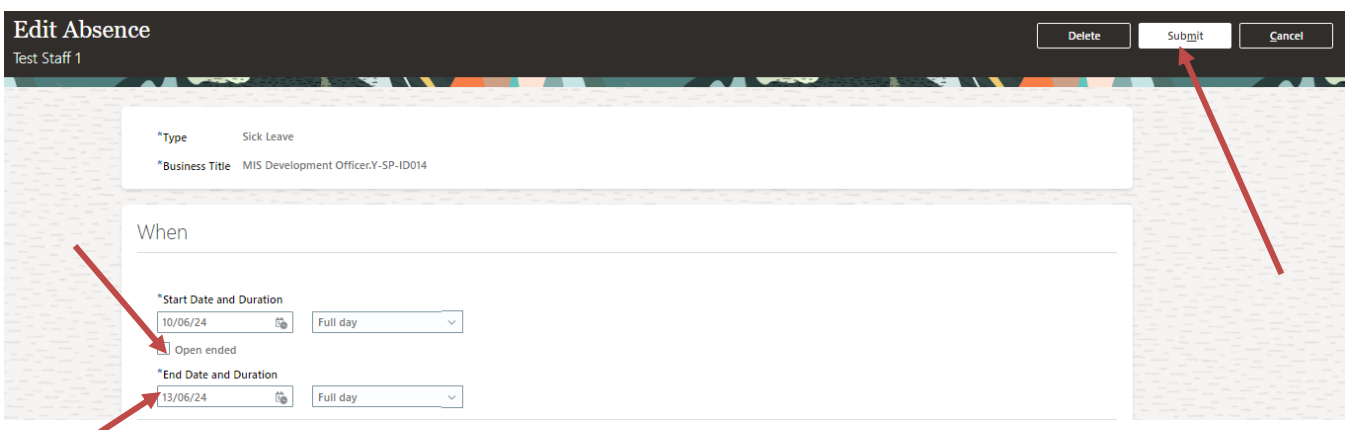 Edit Absence
Test Staff 1
Delete
Submit
Cancel
*Type Sick Leave
*Business Title MIS Development Officer.Y-SP-ID014
When
*Start Date and Duration
10/06/24 Full day
Open ended
*End Date and Duration
13/06/24 Full day